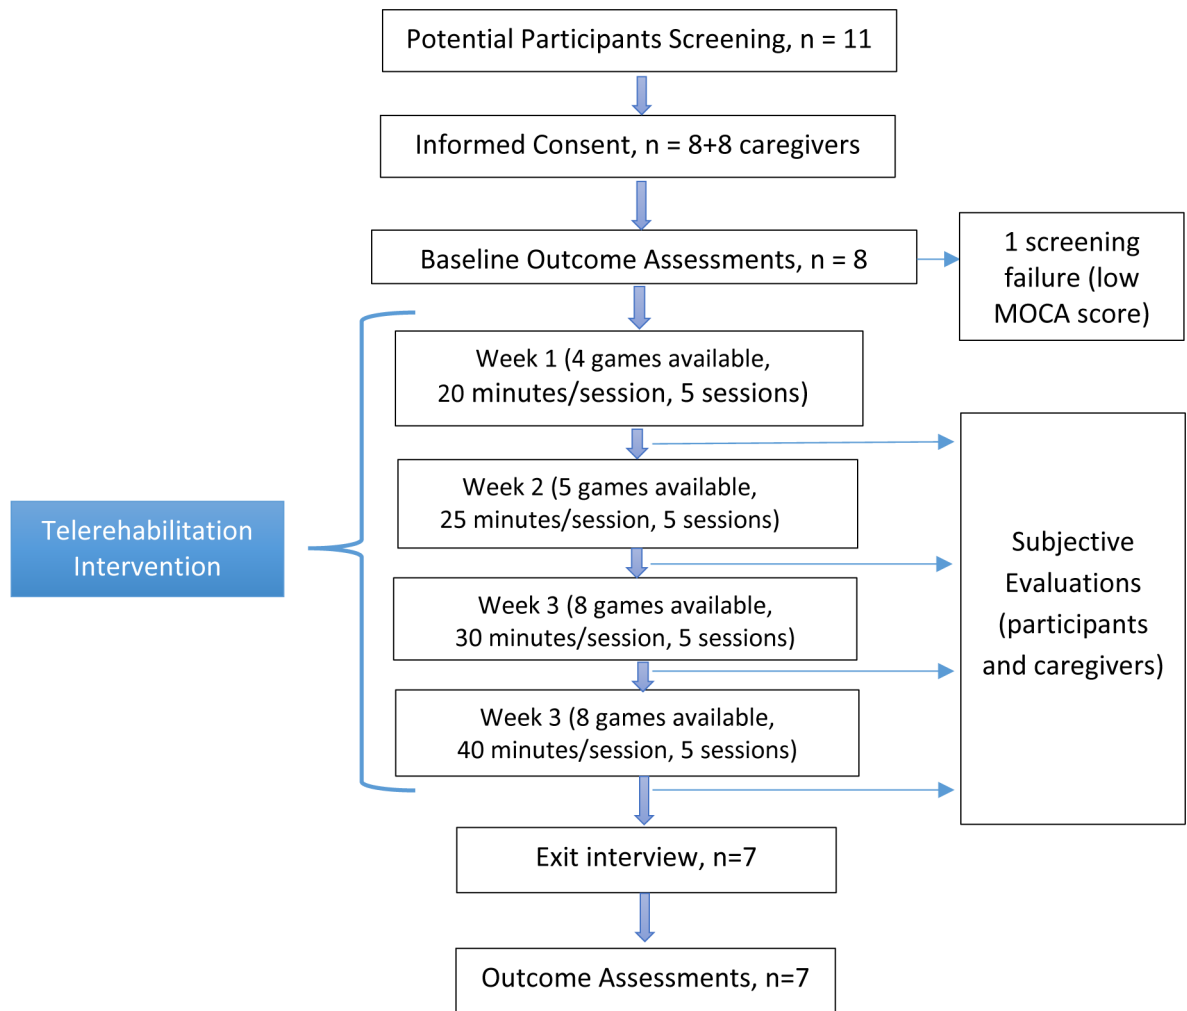 Potential Participants Screening, n = 11
Informed Consent, n = 8+8 caregivers
Baseline Outcome Assessments, n = 8
1 screening
failure (low
MOCA score)
Week 1 (4 games available,
20 minutes/session, 5 sessions)
Week 2 (5 games available,
25 minutes/session, 5 sessions)
Telerehabilitation
Intervention
Subjective
Evaluations
(participants
and caregivers)
Week 3 (8 games available,
30 minutes/session, 5 sessions)
Week 3 (8 games available,
40 minutes/session, 5 sessions)
Exit interview, n=7
Outcome Assessments, n=7